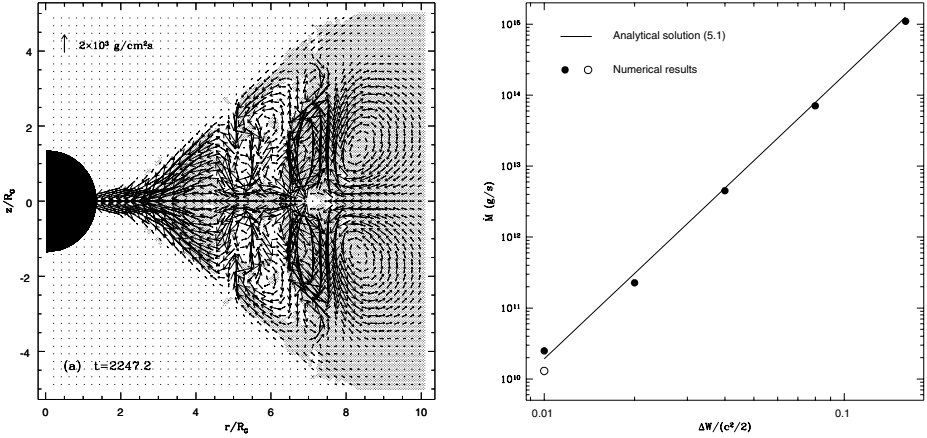 2×10³ g/cm²s
(a) t=2247.2
z/R_G
4
2
0
-2
-4
0 2 4 6 8 10
r/R_G
Analytical solution (5.1)
Numerical results
Ṁ (g/s)
10¹⁵
10¹⁴
10¹³
10¹²
10¹¹
10¹⁰
0.01 0.1
ΔW/(c²/2)